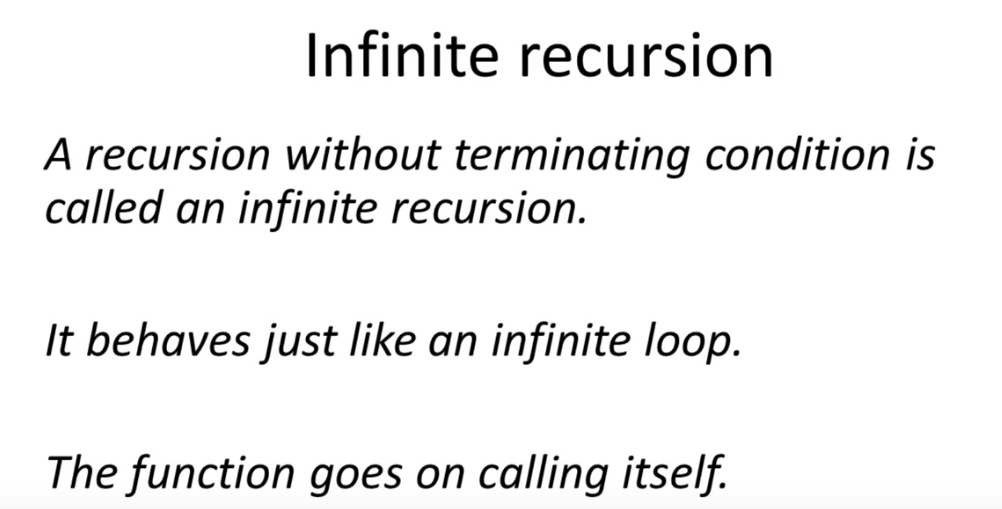 Infinite recursion
A recursion without terminating condition is
called an infinite recursion.
It behaves just like an infinite loop.
The function goes on calling itself.